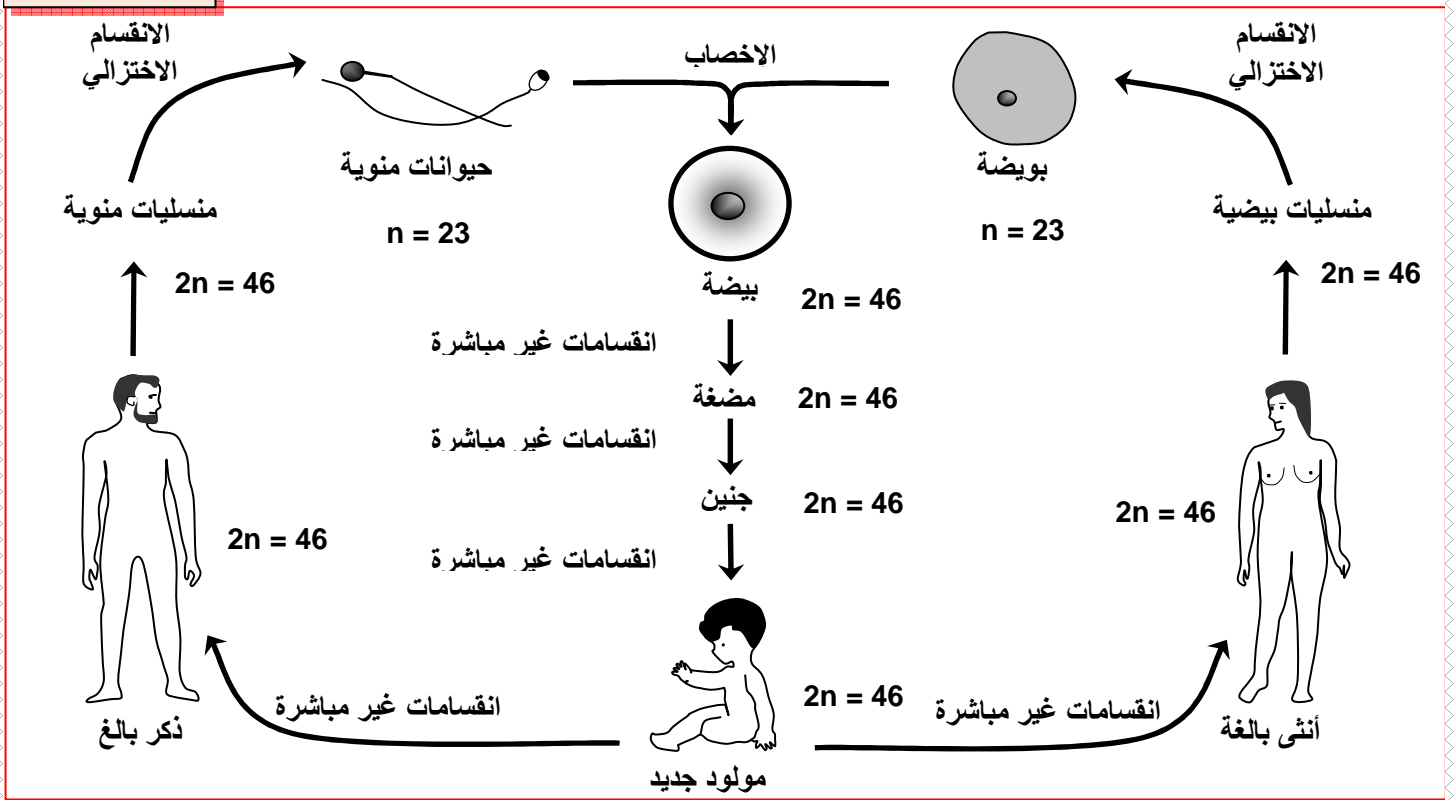 الانقسام
الاختزالي
الاخصاب
الانقسام
الاختزالي
بويضة
حيوانات منوية
منسليات بيضية
منسليات منوية
n = 23
n = 23
2n = 46
2n = 46
بيضة
2n = 46
انقسامات غير مباشرة
مضغة
2n = 46
انقسامات غير مباشرة
جنين
2n = 46
2n = 46
2n = 46
انقسامات غير مباشرة
2n = 46
انقسامات غير مباشرة
انقسامات غير مباشرة
أنثى بالغة
ذكر بالغ
مولود جديد